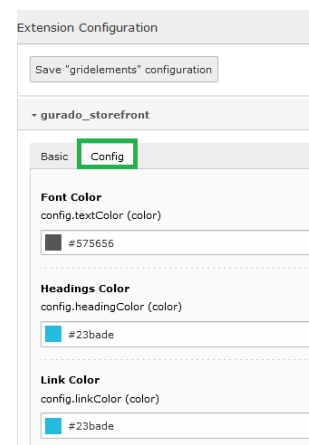 Extension Configuration
Save "gridelements" configuration
gurado_storefront
Basic Config
Font Color
config.textColor (color)
#575656
Headings Color
config.headingColor (color)
#23bade
Link Color
config.linkColor (color)
#23bade